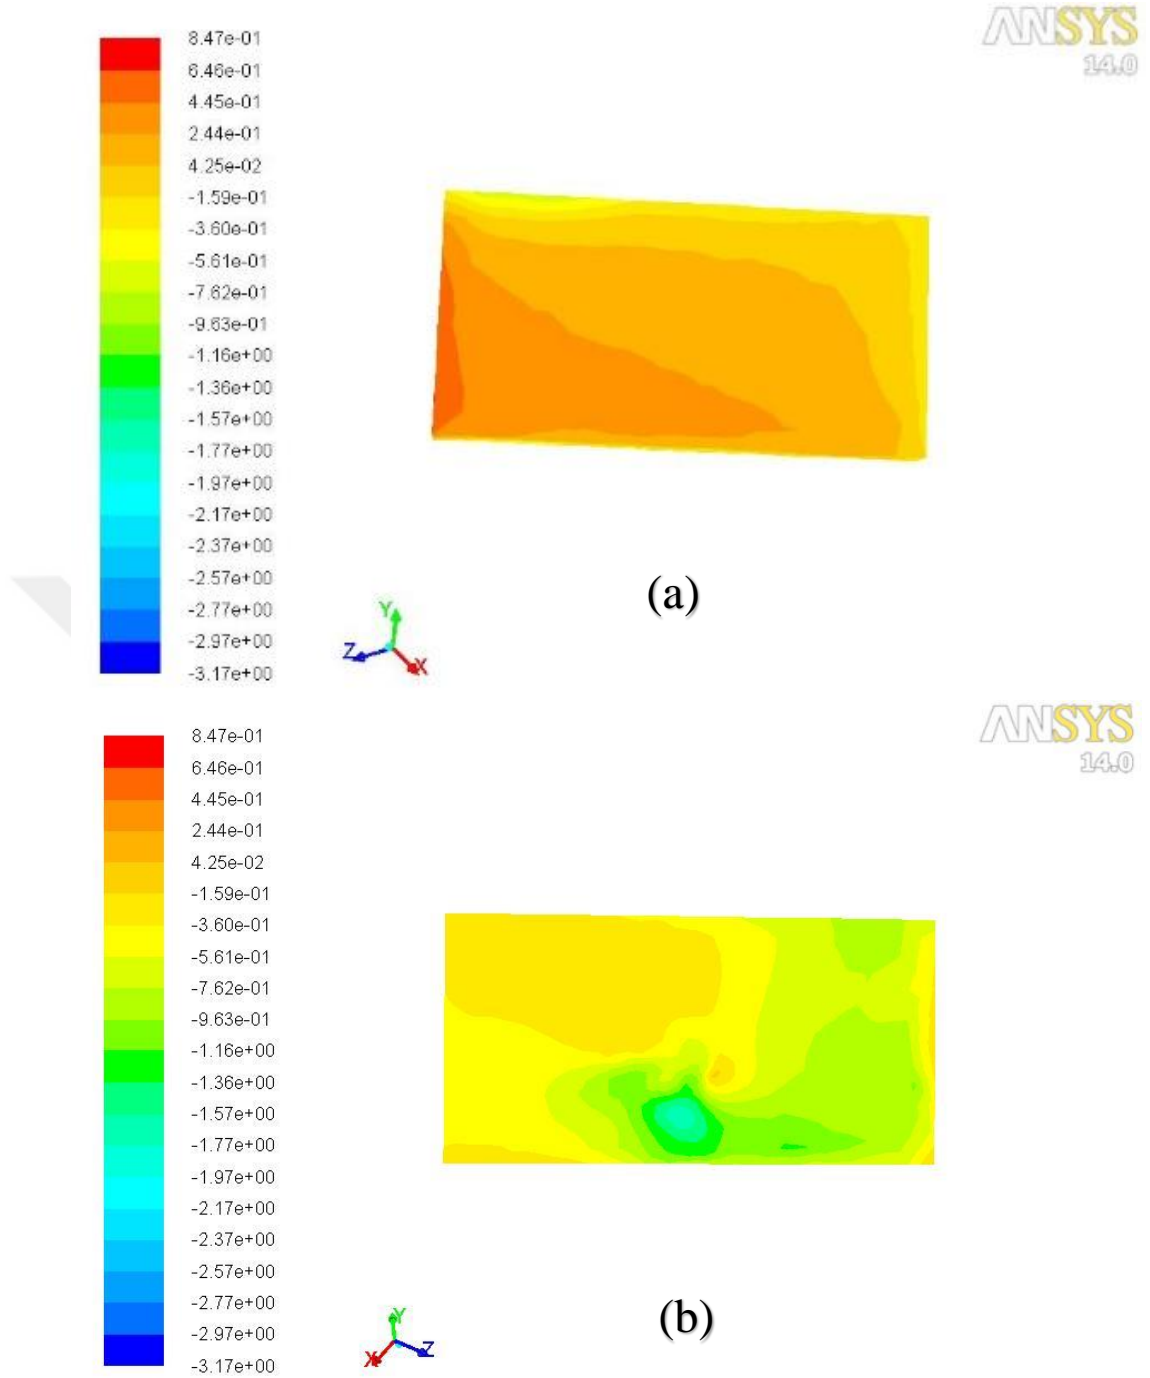 ANSYS
14.0
8.47e-01
6.46e-01
4.45e-01
2.44e-01
4.25e-02
-1.59e-01
-3.60e-01
-5.61e-01
-7.62e-01
-9.63e-01
-1.16e+00
-1.36e+00
-1.57e+00
-1.77e+00
-1.97e+00
-2.17e+00
-2.37e+00
-2.57e+00
-2.77e+00
-2.97e+00
-3.17e+00
Y
Z
X
(a)
ANSYS
14.0
8.47e-01
6.46e-01
4.45e-01
2.44e-01
4.25e-02
-1.59e-01
-3.60e-01
-5.61e-01
-7.62e-01
-9.63e-01
-1.16e+00
-1.36e+00
-1.57e+00
-1.77e+00
-1.97e+00
-2.17e+00
-2.37e+00
-2.57e+00
-2.77e+00
-2.97e+00
-3.17e+00
Y
X
Z
(b)